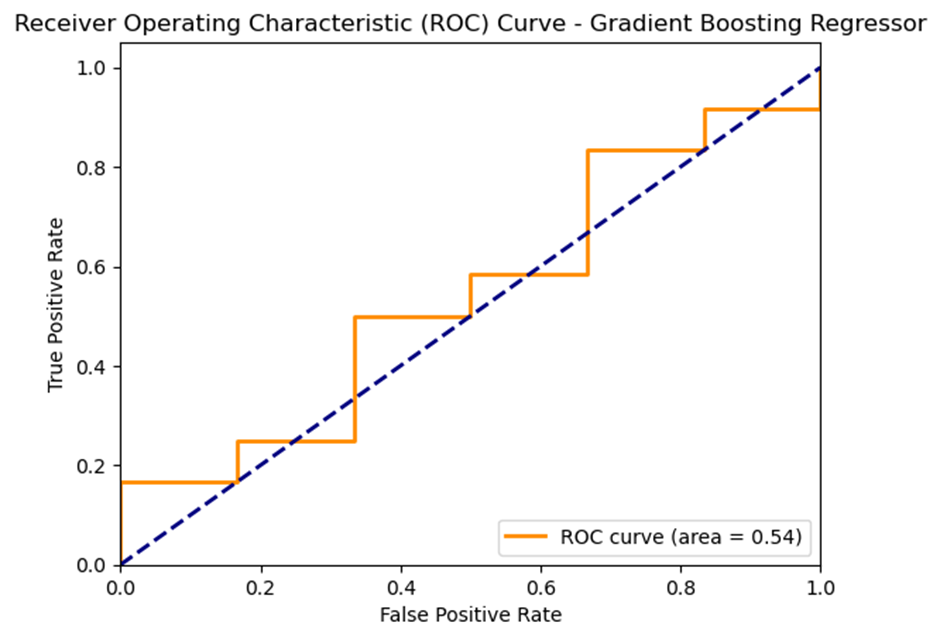 Receiver Operating Characteristic (ROC) Curve - Gradient Boosting Regressor
1.0
0.8
0.6
0.4
0.2
0.0
True Positive Rate
ROC curve (area = 0.54)
0.0 0.2 0.4 0.6 0.8 1.0
False Positive Rate